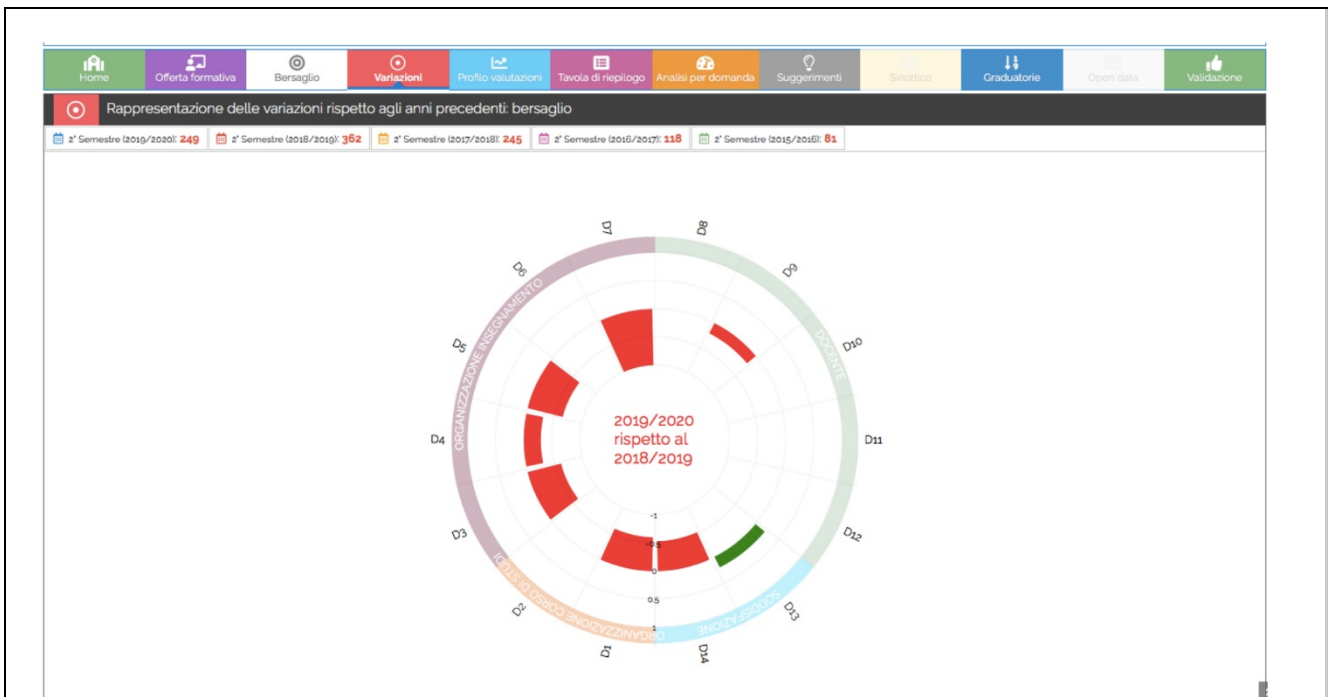 Home
Offerta formativa
Bersaglio
Variazioni
Profilo valutazioni
Tavola di riepilogo
Analisi per domanda
Suggerimenti
Sinottico
Graduatorie
Open data
Validazione
Rappresentazione delle variazioni rispetto agli anni precedenti: bersaglio
2° Semestre (2019/2020): 249
2° Semestre (2018/2019): 362
2° Semestre (2017/2018): 245
2° Semestre (2016/2017): 118
2° Semestre (2015/2016): 81
D7
D8
D6
D9
D5
D10
ORGANIZZAZIONE INSEGNAMENTO
DOCENTE
2019/2020
rispetto al
2018/2019
D4
D11
-1
-0.5
0
0.5
1
D3
D12
D2
D13
ORGANIZZAZIONE CORSO DI STUDI
SODDISFAZIONE
D1
D14